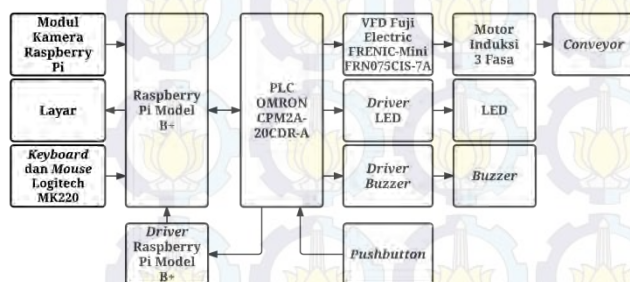 Modul
Kamera
Raspberry
Pi
Layar
Keyboard
dan Mouse
Logitech
MK220
Raspberry
Pi Model
B+
Driver
Raspberry
Pi Model
B+
PLC
OMRON
CPM2A-
20CDR-A
VFD Fuji
Electric
FRENIC-Mini
FRN075CIS-7A
Motor
Induksi
3 Fasa
Conveyor
Driver
LED
LED
Driver
Buzzer
Buzzer
Pushbutton